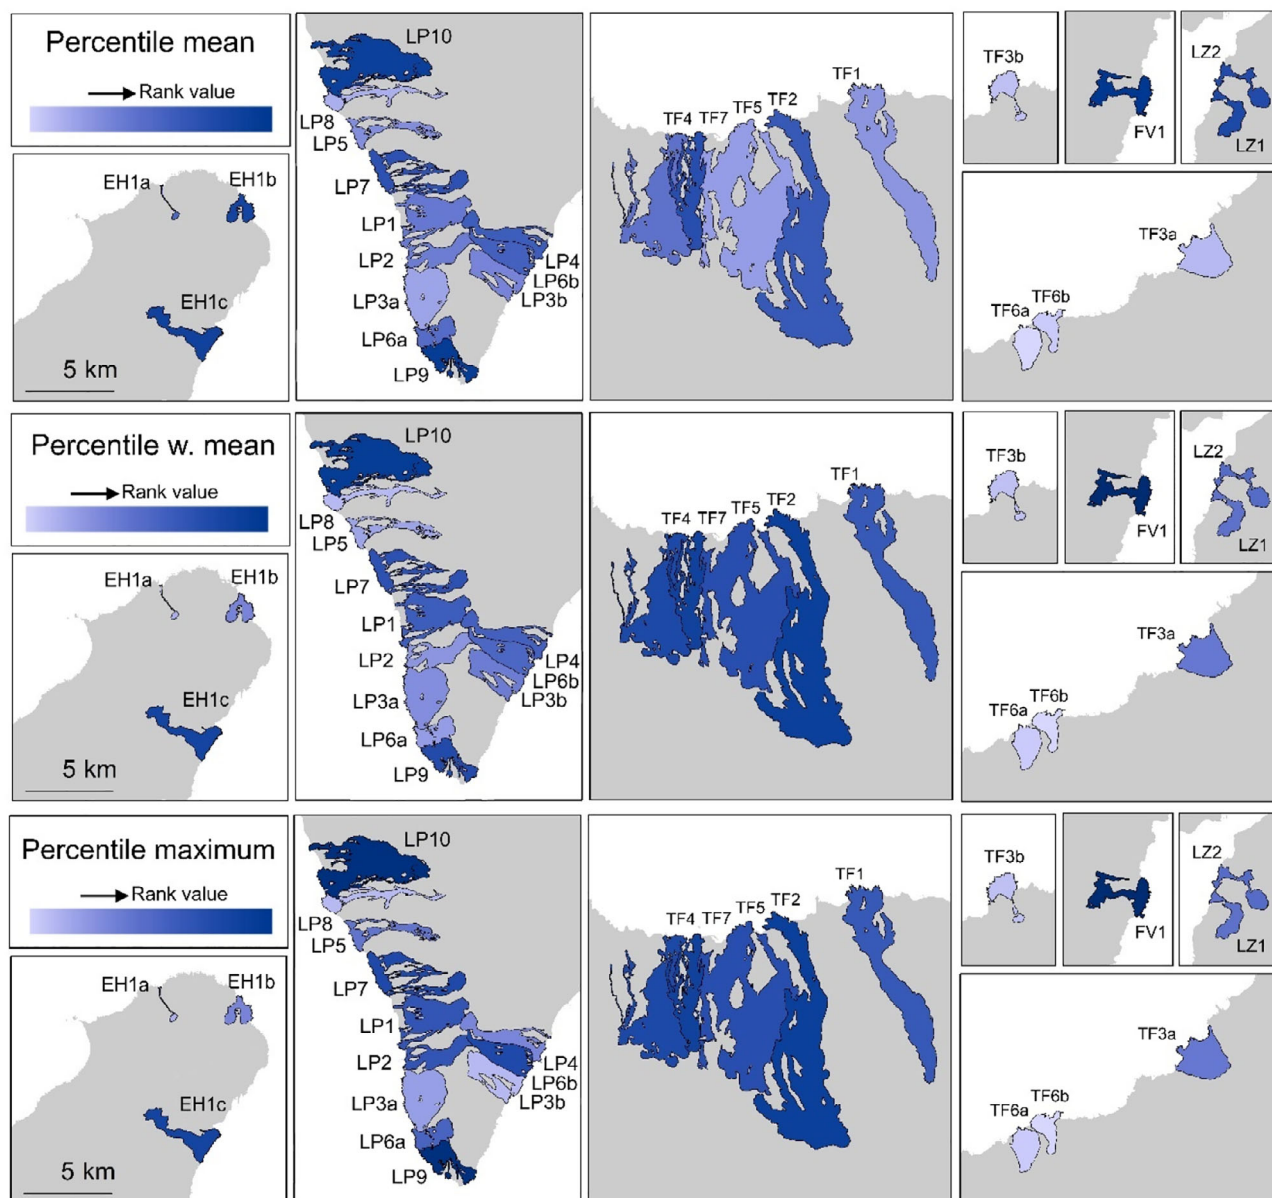 Percentile mean
Rank value
EH1a
EH1b
EH1c
5 km
LP10
LP8
LP5
LP7
LP1
LP2
LP4
LP6b
LP3b
LP3a
LP6a
LP9
TF4
TF7
TF5
TF2
TF1
TF3b
FV1
LZ2
LZ1
TF3a
TF6a
TF6b
Percentile w. mean
Rank value
EH1a
EH1b
EH1c
5 km
LP10
LP8
LP5
LP7
LP1
LP2
LP4
LP6b
LP3b
LP3a
LP6a
LP9
TF4
TF7
TF5
TF2
TF1
TF3b
FV1
LZ2
LZ1
TF3a
TF6a
TF6b
Percentile maximum
Rank value
EH1a
EH1b
EH1c
5 km
LP10
LP8
LP5
LP7
LP1
LP2
LP4
LP6b
LP3b
LP3a
LP6a
LP9
TF4
TF7
TF5
TF2
TF1
TF3b
FV1
LZ2
LZ1
TF3a
TF6a
TF6b